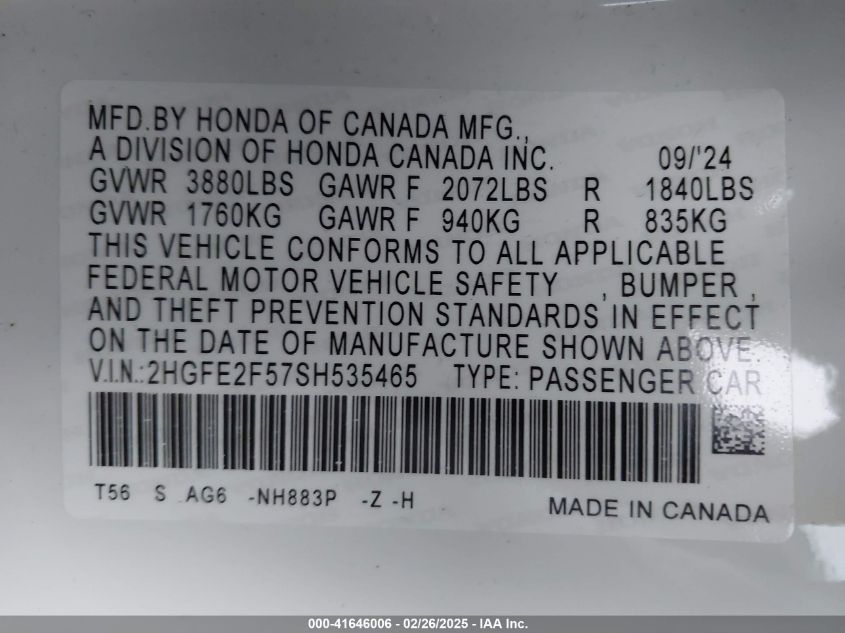 MFD.BY HONDA OF CANADA MFG.,
A DIVISION OF HONDA CANADA INC. 09/'24
GVWR 3880LBS GAWR F 2072LBS R 1840LBS
GVWR 1760KG GAWR F 940KG R 835KG
THIS VEHICLE CONFORMS TO ALL APPLICABLE
FEDERAL MOTOR VEHICLE SAFETY , BUMPER ,
AND THEFT PREVENTION STANDARDS IN EFFECT
ON THE DATE OF MANUFACTURE SHOWN ABOVE.
V.I.N.:2HGFE2F57SH535465 TYPE: PASSENGER CAR
T56 S AG6 -NH883P -Z -H MADE IN CANADA
000-41646006 / 02/26/2025 - IAA Inc.